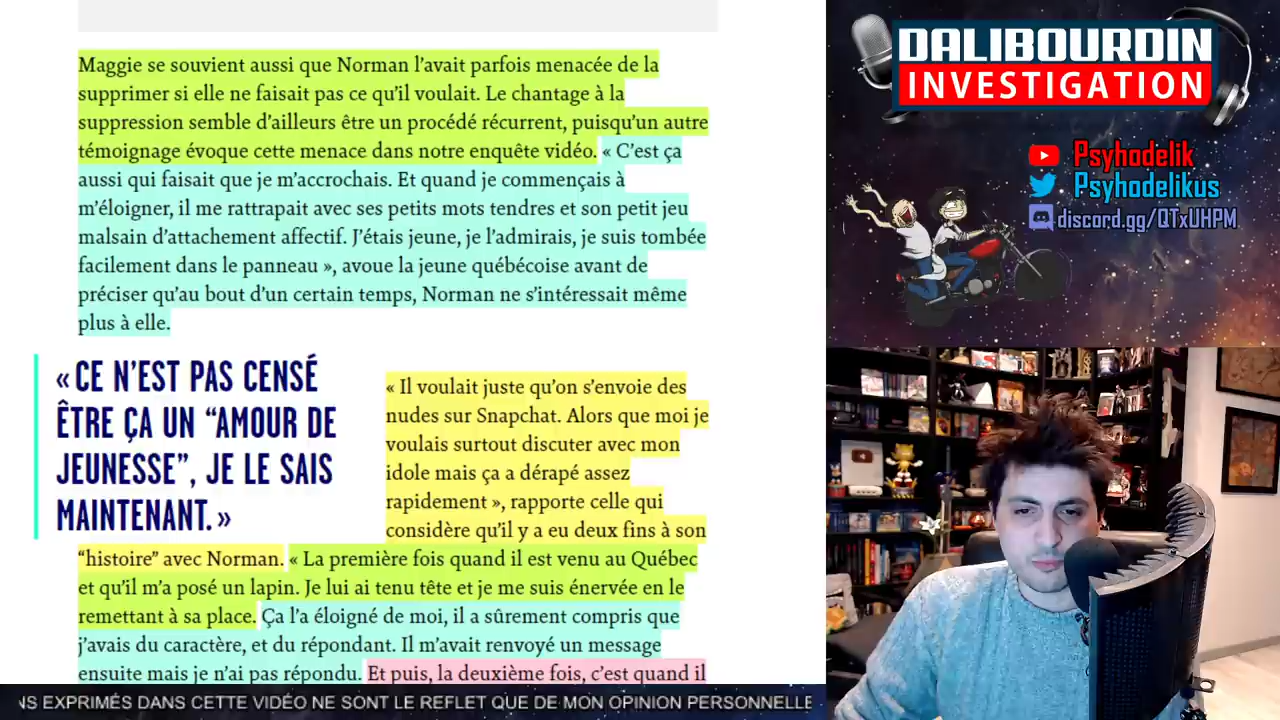 Maggie se souvient aussi que Norman l’avait parfois menacée de la
supprimer si elle ne faisait pas ce qu’il voulait. Le chantage à la
suppression semble d’ailleurs être un procédé récurrent, puisqu’un autre
témoignage évoque cette menace dans notre enquête vidéo. « C’est ça
aussi qui faisait que je m’accrochais. Et quand je commençais à
m’éloigner, il me rattrapait avec ses petits mots tendres et son petit jeu
malsain d’attachement affectif. J’étais jeune, je l’admirais, je suis tombée
facilement dans le panneau », avoue la jeune québécoise avant de
préciser qu’au bout d’un certain temps, Norman ne s’intéressait même
plus à elle.
« CE N’EST PAS CENSÉ
ÊTRE ÇA UN “AMOUR DE
JEUNESSE”, JE LE SAIS
MAINTENANT. »
« Il voulait juste qu’on s’envoie des
nudes sur Snapchat. Alors que moi je
voulais surtout discuter avec mon
idole mais ça a dérapé assez
rapidement », rapporte celle qui
considère qu’il y a eu deux fins à son
“histoire” avec Norman. « La première fois quand il est venu au Québec
et qu’il m’a posé un lapin. Je lui ai tenu tête et je me suis énervée en le
remettant à sa place. Ça l’a éloigné de moi, il a sûrement compris que
j’avais du caractère, et du répondant. Il m’avait renvoyé un message
ensuite mais je n’ai pas répondu. Et puis, la deuxième fois, c’est quand il
NS EXPRIMÉS DANS CETTE VIDÉO NE SONT LE REFLET QUE DE MON OPINION PERSONNELLE
DALIBOURDIN
INVESTIGATION
Psyhodelik
Psyhodelikus
discord.gg/QTxUHPM